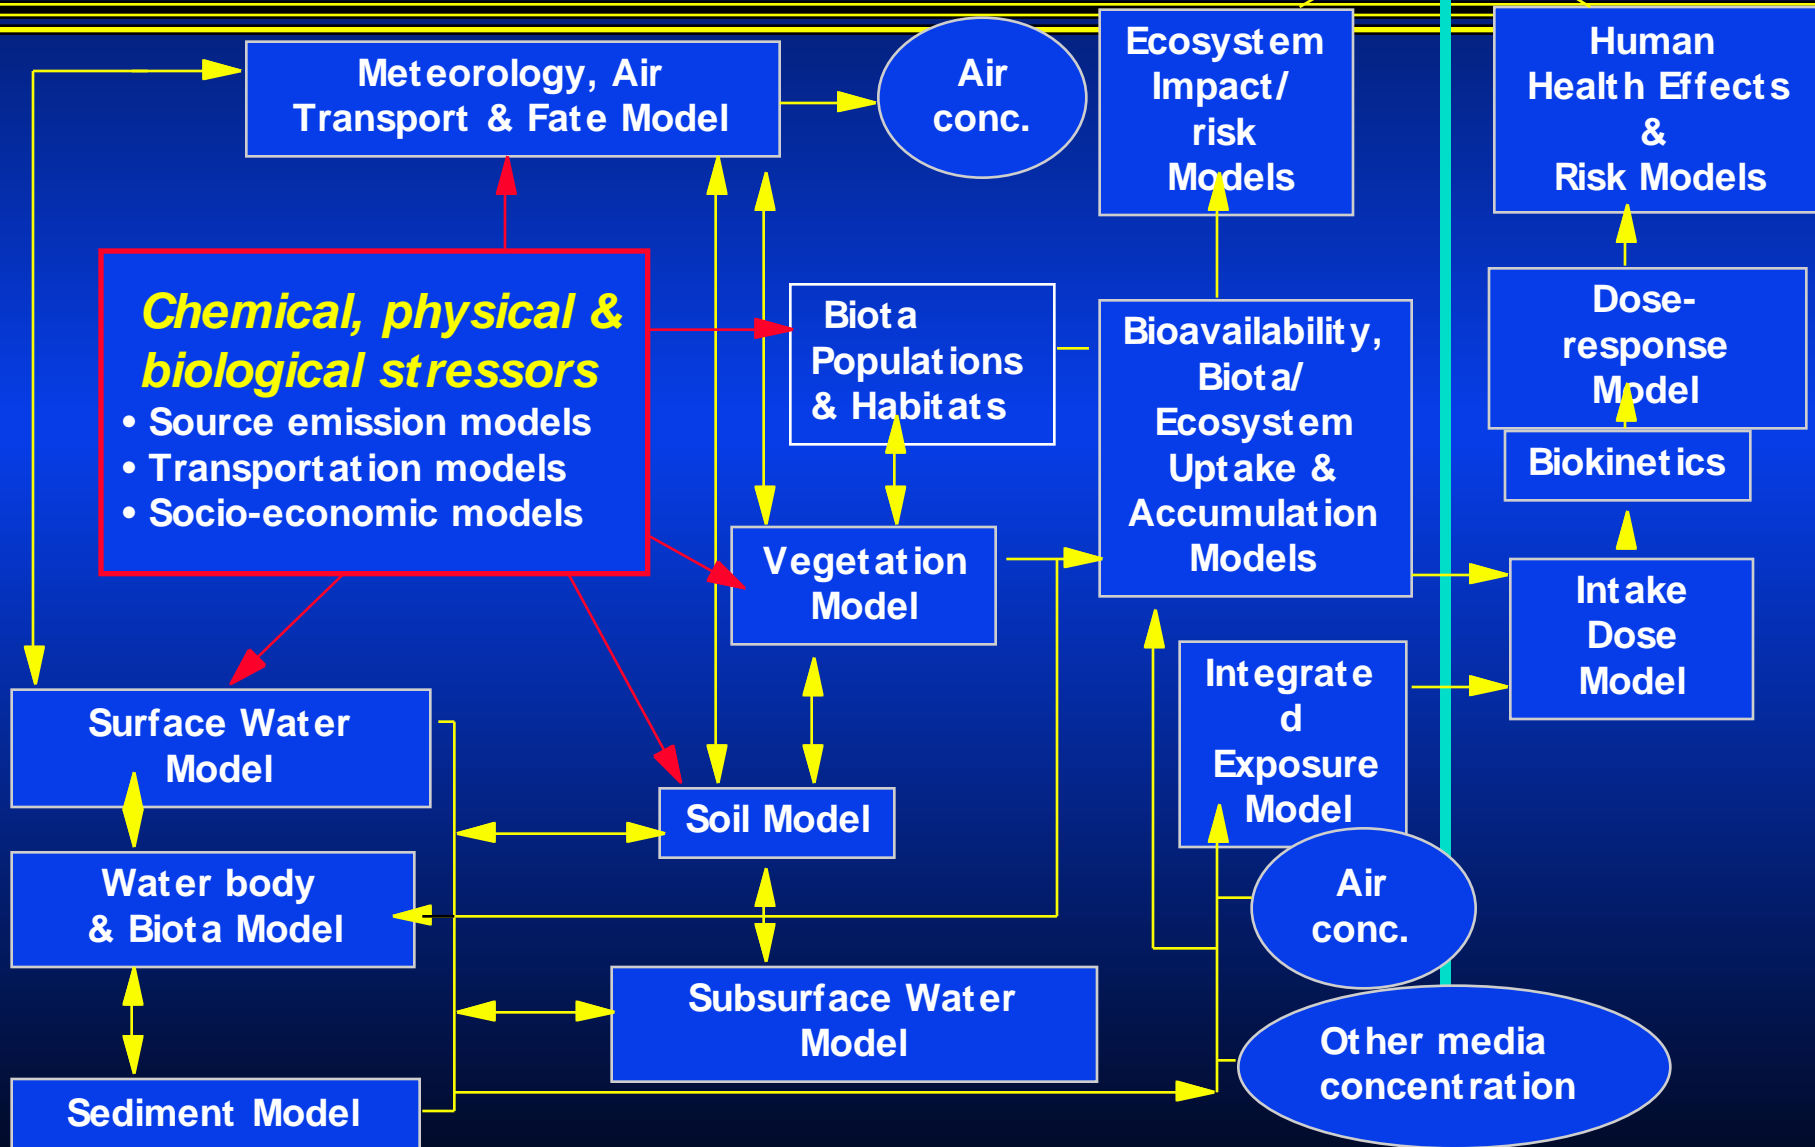 Meteorology, Air
Transport & Fate Model
Air
conc.
Ecosystem
Impact/
risk
Models
Human
Health Effects
&
Risk Models
Chemical, physical &
biological stressors
• Source emission models
• Transportation models
• Socio-economic models
Biota
Populations
& Habitats
Bioavailability,
Biota/
Ecosystem
Uptake &
Accumulation
Models
Dose-
response
Model
Biokinetics
Vegetation
Model
Intake
Dose
Model
Integrate
d
Exposure
Model
Surface Water
Model
Soil Model
Water body
& Biota Model
Air
conc.
Subsurface Water
Model
Other media
concentration
Sediment Model